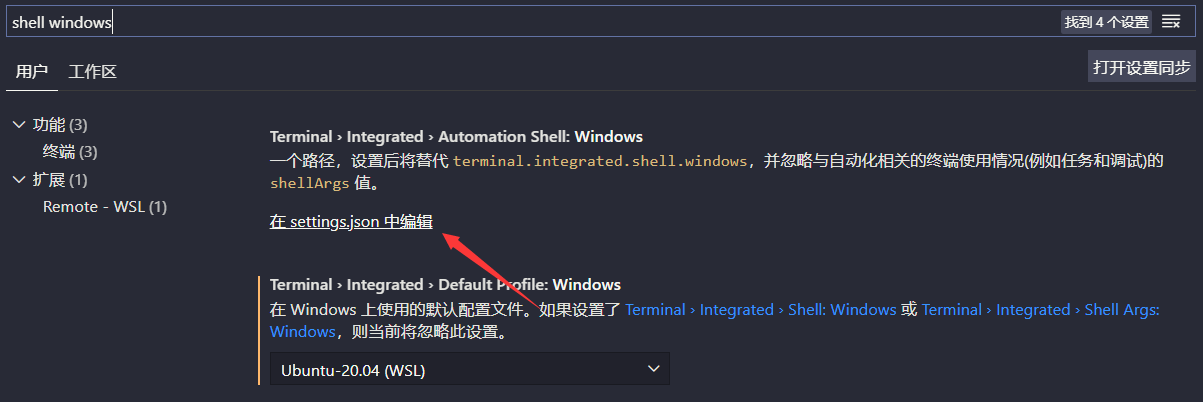 shell windows
找到 4 个设置
用户
工作区
打开设置同步
功能 (3)
终端 (3)
扩展 (1)
Remote - WSL (1)
Terminal › Integrated › Automation Shell: Windows
一个路径，设置后将替代 terminal.integrated.shell.windows，并忽略与自动化相关的终端使用情况(例如任务和调试)的
shellArgs 值。
在 settings.json 中编辑
Terminal › Integrated › Default Profile: Windows
在 Windows 上使用的默认配置文件。如果设置了 Terminal › Integrated › Shell: Windows 或 Terminal › Integrated › Shell Args:
Windows，则当前将忽略此设置。
Ubuntu-20.04 (WSL)